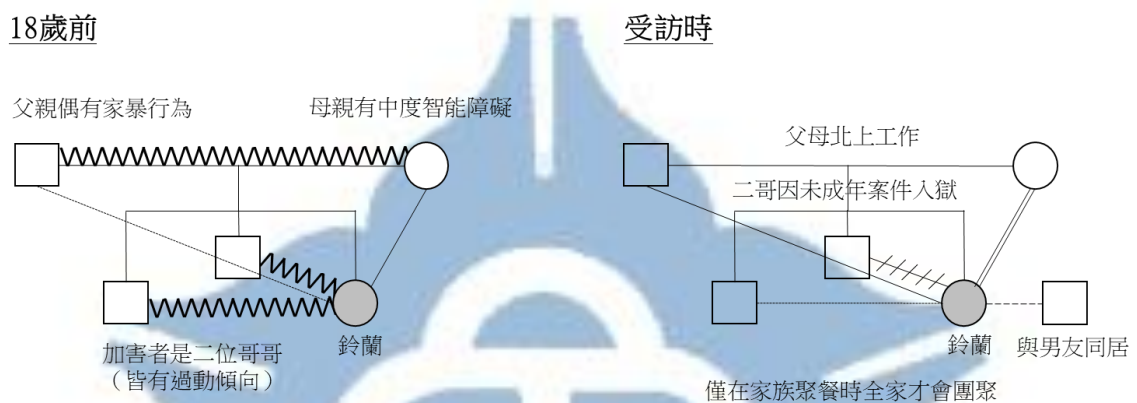 18歲前
父親偶有家暴行為
母親有中度智能障礙
加害者是二位哥哥
（皆有過動傾向）
鈴蘭
受訪時
父母北上工作
二哥因未成年案件入獄
鈴蘭
與男友同居
僅在家族聚餐時全家才會團聚